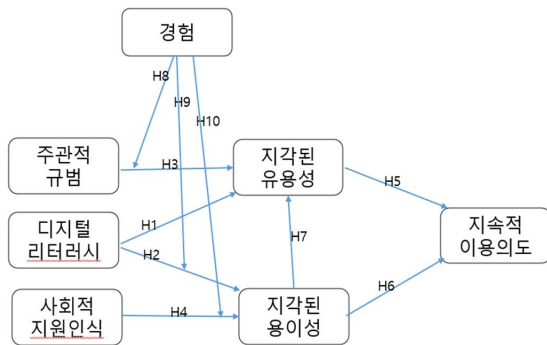 경험
H8
H9
H10
주관적
규범
H3
지각된
유용성
H5
디지털
리터러시
H1
H2
H7
지속적
이용의도
사회적
지원인식
H4
지각된
용이성
H6